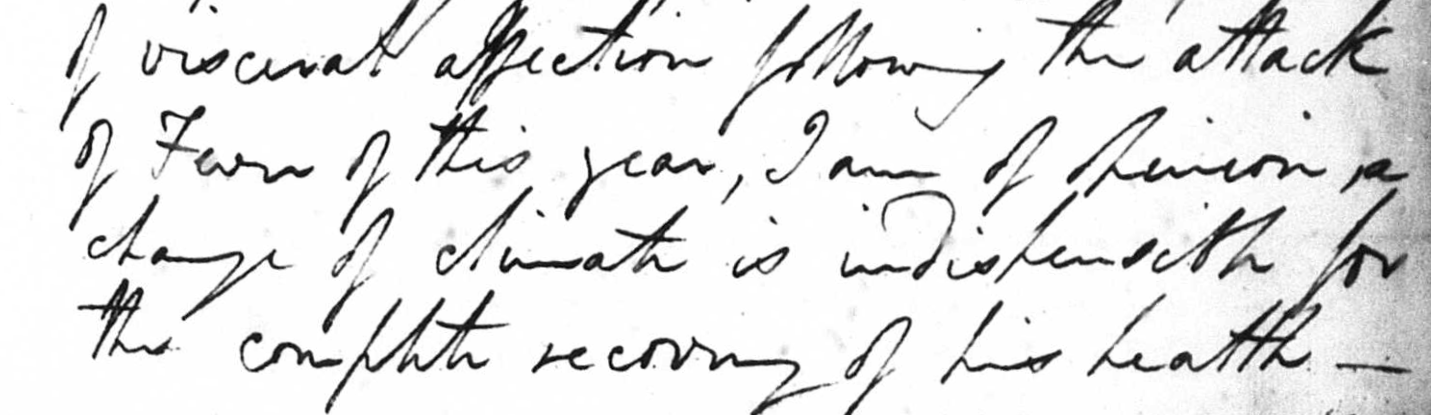 of visceral affection following the attack
of Fever of this year, I am of opinion a
change of climate is indispensible for
the complete recovery of his health —